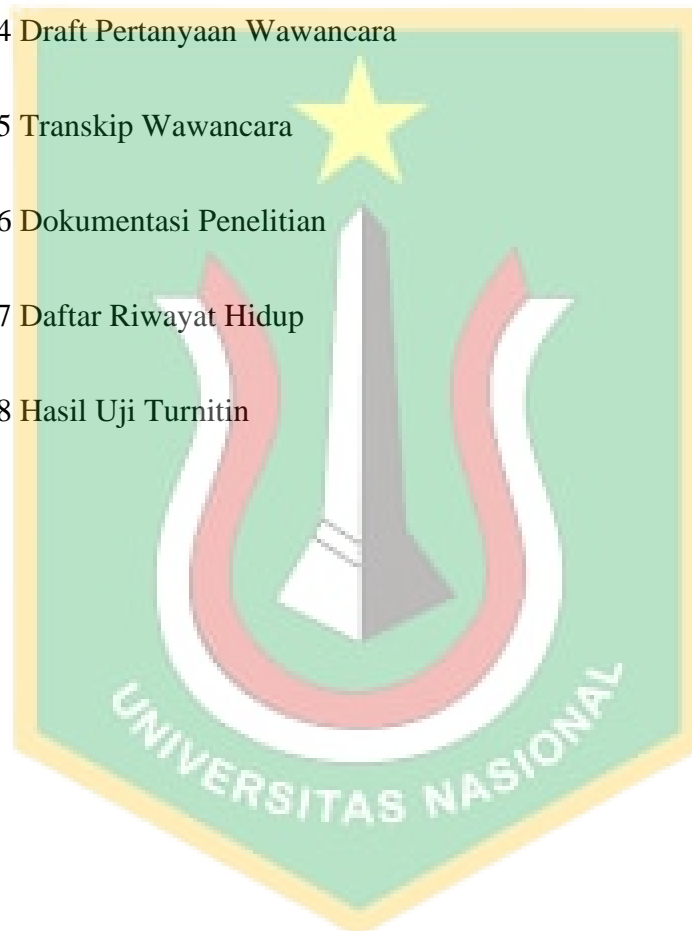 4 Draft Pertanyaan Wawancara
5 Transkip Wawancara
6 Dokumentasi Penelitian
7 Daftar Riwayat Hidup
8 Hasil Uji Turnitin
UNIVERSITAS NASIONAL